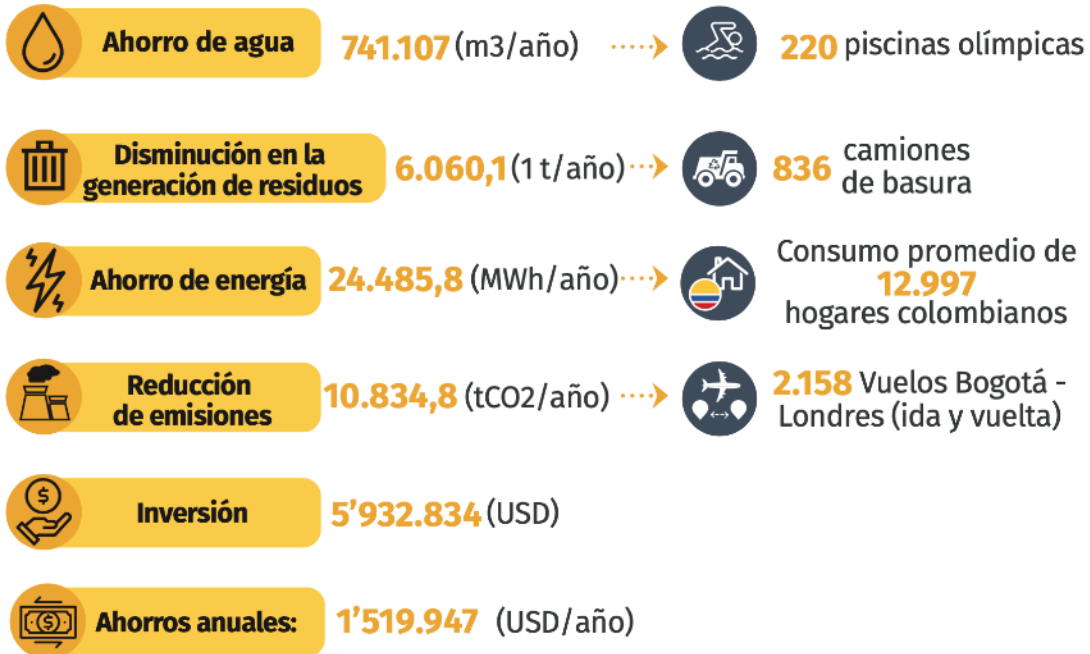 Ahorro de agua 741.107 (m3/año) 220 piscinas olímpicas
Disminución en la
generación de residuos 6.060,1 (1 t/año) 836 camiones
de basura
Ahorro de energía 24.485,8 (MWh/año) Consumo promedio de
12.997
hogares colombianos
Reducción
de emisiones 10.834,8 (tCO2/año) 2.158 Vuelos Bogotá -
Londres (ida y vuelta)
Inversión 5’932.834 (USD)
Ahorros anuales: 1’519.947 (USD/año)